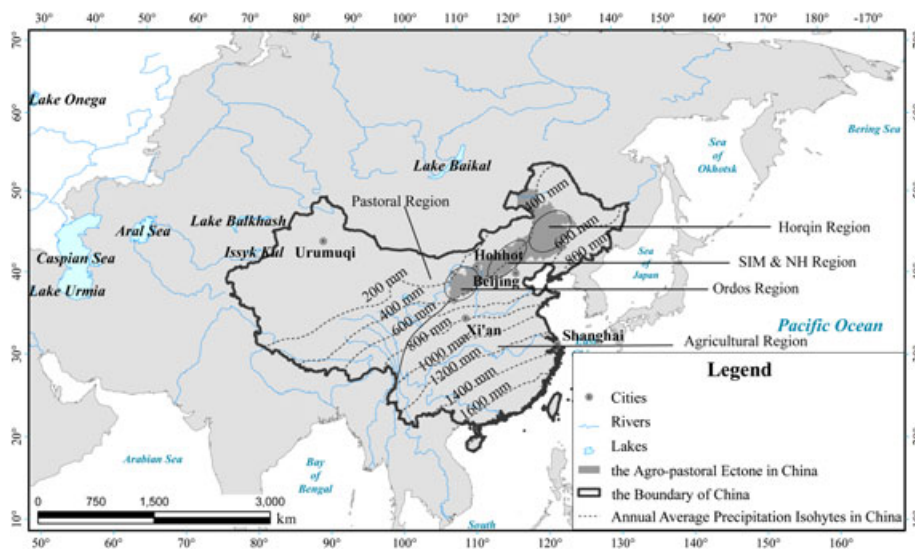 30° 40° 50° 60° 70° 80° 90° 100° 110° 120° 130° 140° 150° 160° 170° -170°
70°
60°
50°
40°
30°
20°
10°
Lake Onega
Bering Sea
Sea
of
Okhotsk
Lake Baikal
400 mm
Pastoral Region
Lake Balkhash
Aral Sea
Issyk Kul
Urumuqi
Caspian Sea
Lake Urmia
Hohhot
600 mm
800 mm
Horqin Region
Sea
of
Japan
SIM & NH Region
Beijing
Ordos Region
200 mm
400 mm
600 mm
800 mm
1000 mm
1200 mm
1400 mm
1600 mm
Xi'an
Shanghai
Pacific Ocean
Agricultural Region
Arabian Sea
Bay
of
Bengal
South
Legend
Cities
Rivers
Lakes
the Agro-pastoral Ectone in China
the Boundary of China
Annual Average Precipitation Isohytes in China
0 750 1,500 3,000
km
30° 40° 50° 60° 70° 80° 90° 100° 110° 120° 130° 140° 150° 160°